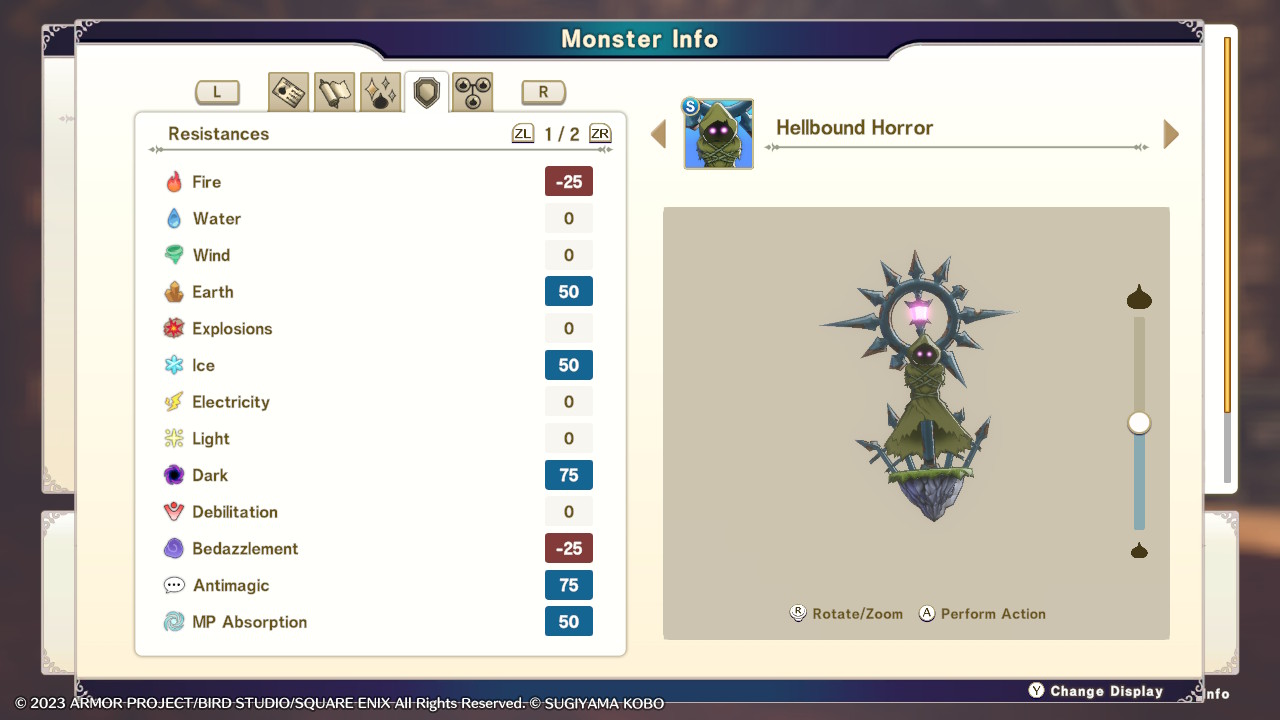 Monster Info
L
R
Resistances
ZL 1 / 2 ZR
Fire -25
Water 0
Wind 0
Earth 50
Explosions 0
Ice 50
Electricity 0
Light 0
Dark 75
Debilitation 0
Bedazzlement -25
Antimagic 75
MP Absorption 50
S
Hellbound Horror
R Rotate/Zoom A Perform Action
Y Change Display
Info
© 2023 ARMOR PROJECT/BIRD STUDIO/SQUARE ENIX All Rights Reserved. © SUGIYAMA KOBO